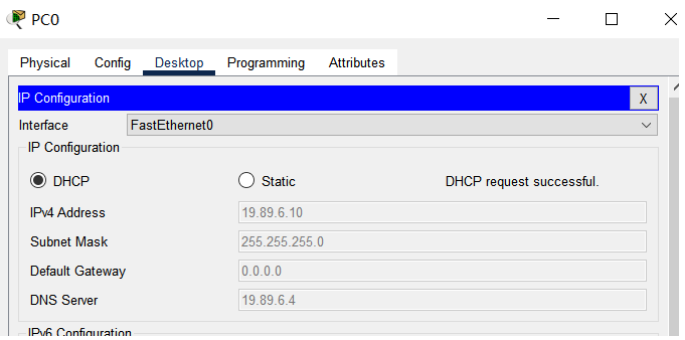 PC0
Physical Config Desktop Programming Attributes
IP Configuration X
Interface FastEthernet0
IP Configuration
DHCP Static DHCP request successful.
IPv4 Address 19.89.6.10
Subnet Mask 255.255.255.0
Default Gateway 0.0.0.0
DNS Server 19.89.6.4
IPv6 Configuration